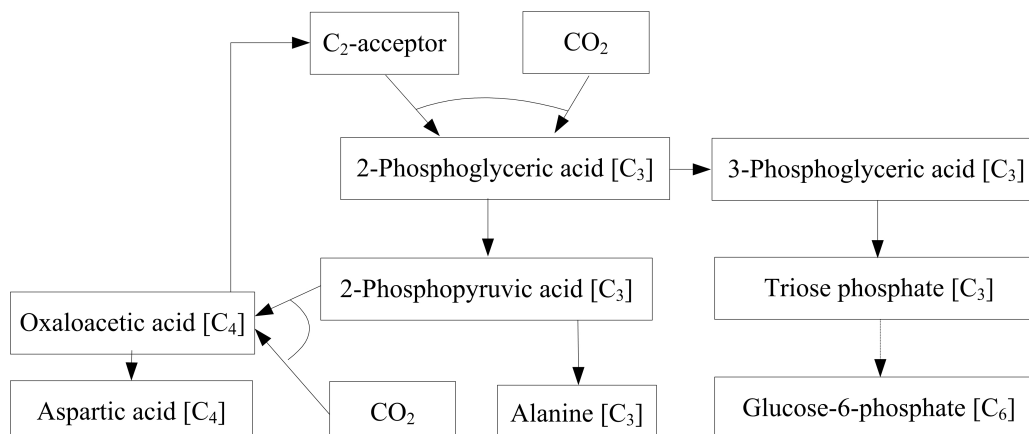 C₂-acceptor
CO₂
2-Phosphoglyceric acid [C₃]
3-Phosphoglyceric acid [C₃]
2-Phosphopyruvic acid [C₃]
Triose phosphate [C₃]
Oxaloacetic acid [C₄]
Aspartic acid [C₄]
CO₂
Alanine [C₃]
Glucose-6-phosphate [C₆]